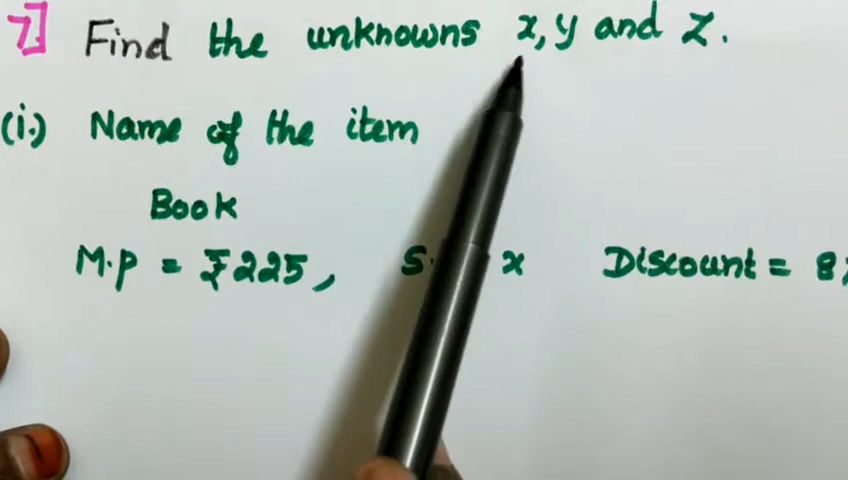 7] Find the unknowns x, y and z.
(i.) Name of the item
Book
M.P = ₹225, S. x Discount = 8%